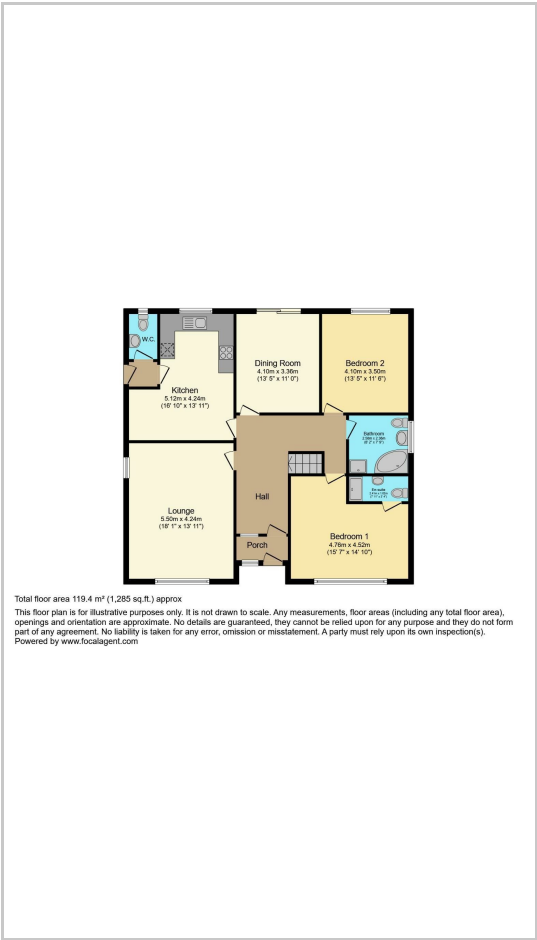 W.C.
Kitchen
5.12m x 4.24m
(16' 10" x 13' 11")
Dining Room
4.10m x 3.36m
(13' 5" x 11' 0")
Bedroom 2
4.10m x 3.50m
(13' 5" x 11' 6")
Bathroom
Lounge
5.50m x 4.24m
(18' 1" x 13' 11")
Hall
En-suite
Porch
Bedroom 1
4.76m x 4.52m
(15' 7" x 14' 10")
Total floor area 119.4 m² (1,285 sq.ft.) approx
This floor plan is for illustrative purposes only. It is not drawn to scale. Any measurements, floor areas (including any total floor area),
openings and orientation are approximate. No details are guaranteed, they cannot be relied upon for any purpose and they do not form
part of any agreement. No liability is taken for any error, omission or misstatement. A party must rely upon its own inspection(s).
Powered by www.focalagent.com